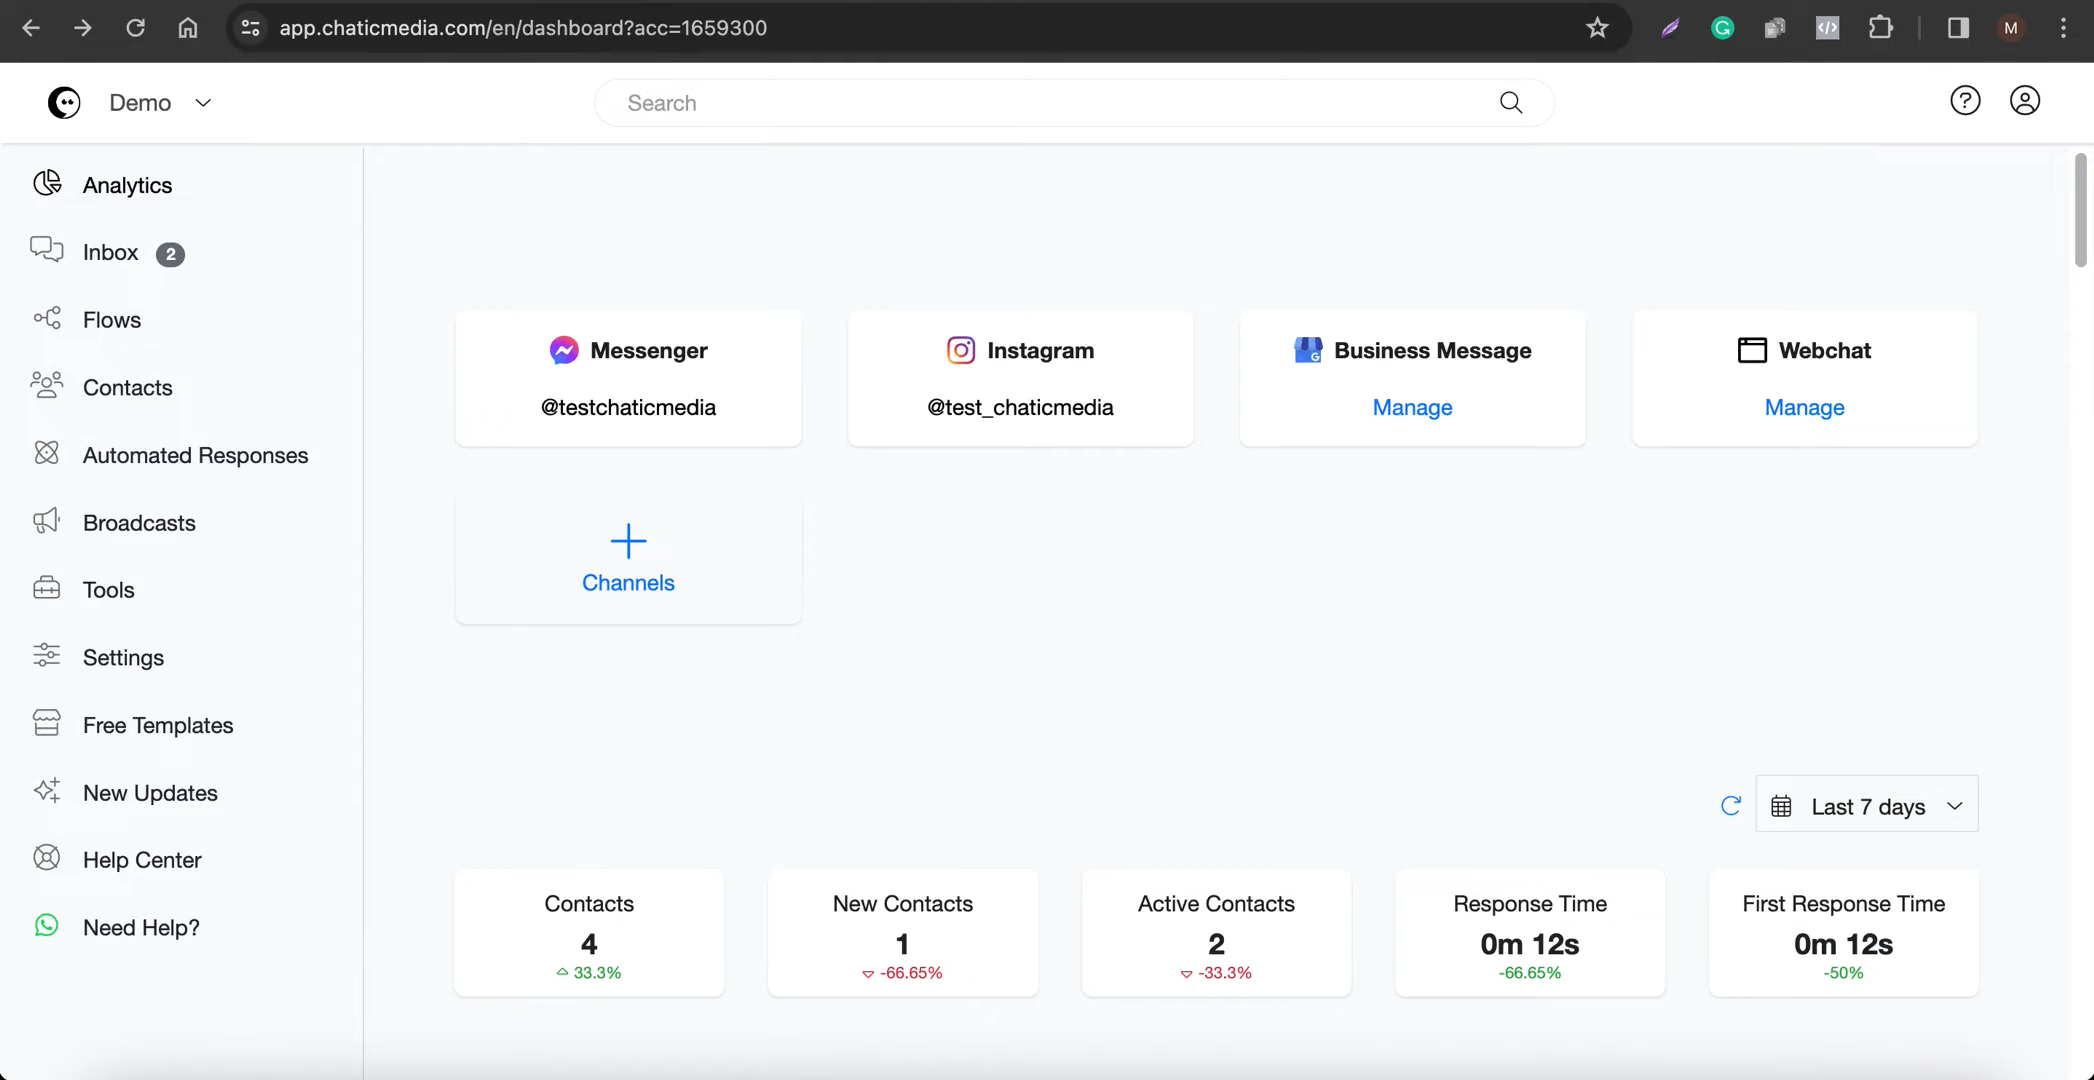 app.chaticmedia.com/en/dashboard?acc=1659300
M
Demo
Search
Analytics
Inbox 2
Flows
Contacts
Automated Responses
Broadcasts
Tools
Settings
Free Templates
New Updates
Help Center
Need Help?
Messenger
@testchaticmedia
Instagram
@test_chaticmedia
Business Message
Manage
Webchat
Manage
Channels
Last 7 days
Contacts
4
33.3%
New Contacts
1
-66.65%
Active Contacts
2
-33.3%
Response Time
0m 12s
-66.65%
First Response Time
0m 12s
-50%